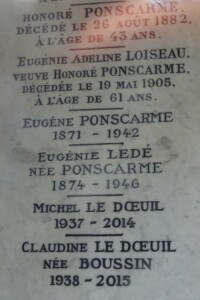 HONORÉ PONSCARME,
DÉCÉDÉ LE 26 AOÛT 1882,
À L'ÂGE DE 43 ANS.
EUGÉNIE ADELINE LOISEAU,
VEUVE HONORÉ PONSCARME,
DÉCÉDÉE LE 19 MAI 1905,
À L'ÂGE DE 61 ANS.
EUGÈNE PONSCARME
1871 - 1942
EUGÉNIE LEDÉ
NÉE PONSCARME
1874 - 1946
MICHEL LE DŒUIL
1937 - 2014
CLAUDINE LE DŒUIL
NÉE BOUSSIN
1938 - 2015